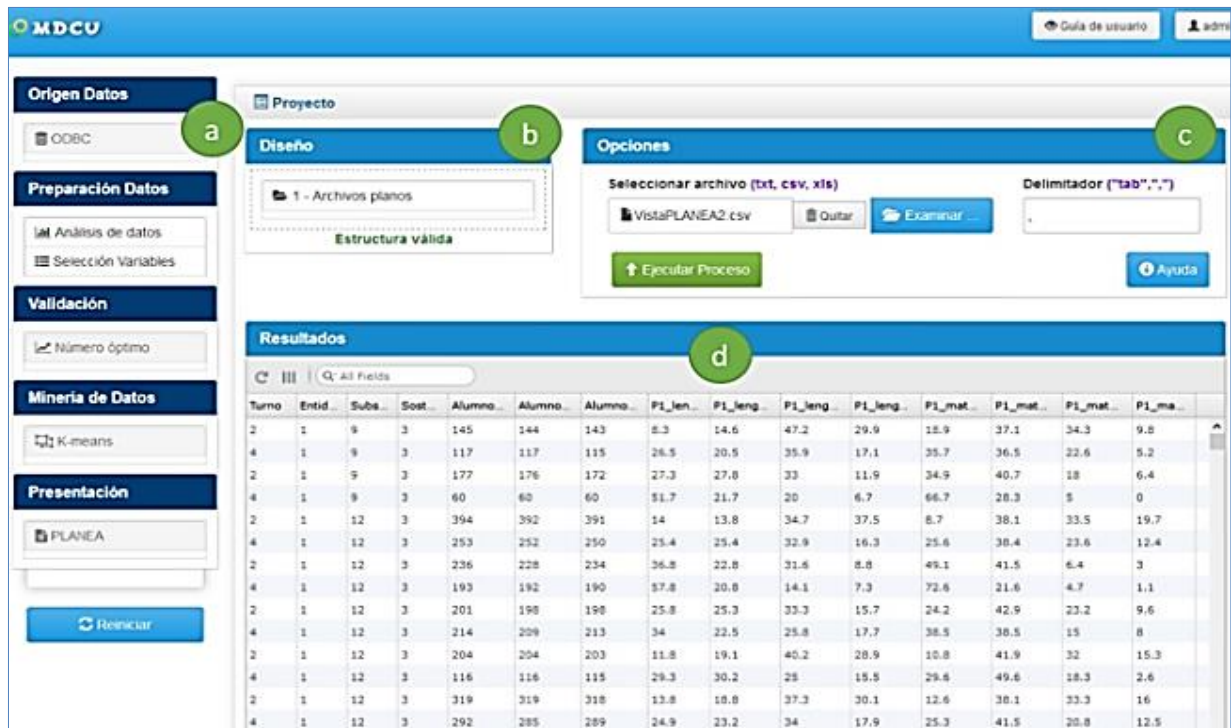 MDCU
Guía de usuario
admi
Origen Datos
a
ODBC
Preparación Datos
Análisis de datos
Selección Variables
Validación
Número óptimo
Minería de Datos
K-means
Presentación
PLANEA
Reiniciar
Proyecto
Diseño
b
1 - Archivos planos
Estructura válida
Opciones
c
Seleccionar archivo (txt, csv, xls)
Delimitador ("tab",",")
VistaPLANEA2.csv
Quitar
Examinar ...
,
Ejecutar Proceso
Ayuda
Resultados
d
All Fields
Turno Entid... Subs... Sost... Alumno... Alumno... Alumno... P1_len... P1_leng... P1_leng... P1_leng... P1_mat... P1_mat... P1_mat... P1_ma...
2 1 9 3 145 144 143 8.3 14.6 47.2 29.9 18.9 37.1 34.3 9.8
4 1 9 3 117 117 115 26.5 20.5 35.9 17.1 35.7 36.5 22.6 5.2
2 1 9 3 177 176 172 27.3 27.8 33 11.9 34.9 40.7 18 6.4
4 1 9 3 60 60 60 51.7 21.7 20 6.7 66.7 28.3 5 0
2 1 12 3 394 392 391 14 13.8 34.7 37.5 8.7 38.1 33.5 19.7
4 1 12 3 253 252 250 25.4 25.4 32.9 16.3 25.6 38.4 23.6 12.4
2 1 12 3 236 228 234 36.8 22.8 31.6 8.8 49.1 41.5 6.4 3
4 1 12 3 193 192 190 57.8 20.8 14.1 7.3 72.6 21.6 4.7 1.1
2 1 12 3 201 198 198 25.8 25.3 33.3 15.7 24.2 42.9 23.2 9.6
4 1 12 3 214 209 213 34 22.5 25.8 17.7 38.5 38.5 15 8
2 1 12 3 204 204 203 11.8 19.1 40.2 28.9 10.8 41.9 32 15.3
4 1 12 3 116 116 115 29.3 30.2 25 15.5 29.6 49.6 18.3 2.6
2 1 12 3 319 319 318 13.8 18.8 37.3 30.1 12.6 38.1 33.3 16
4 1 12 3 292 285 289 24.9 23.2 34 17.9 25.3 41.5 20.8 12.5